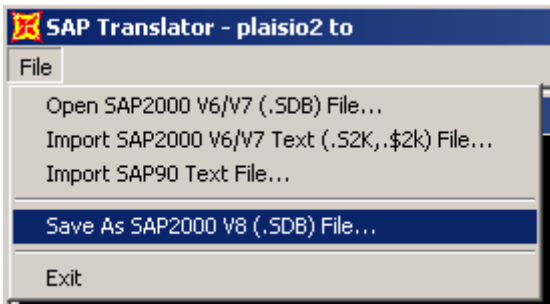 SAP Translator - plaisio2 to
File
Open SAP2000 V6/V7 (.SDB) File...
Import SAP2000 V6/V7 Text (.S2K,.$2k) File...
Import SAP90 Text File...
Save As SAP2000 V8 (.SDB) File...
Exit